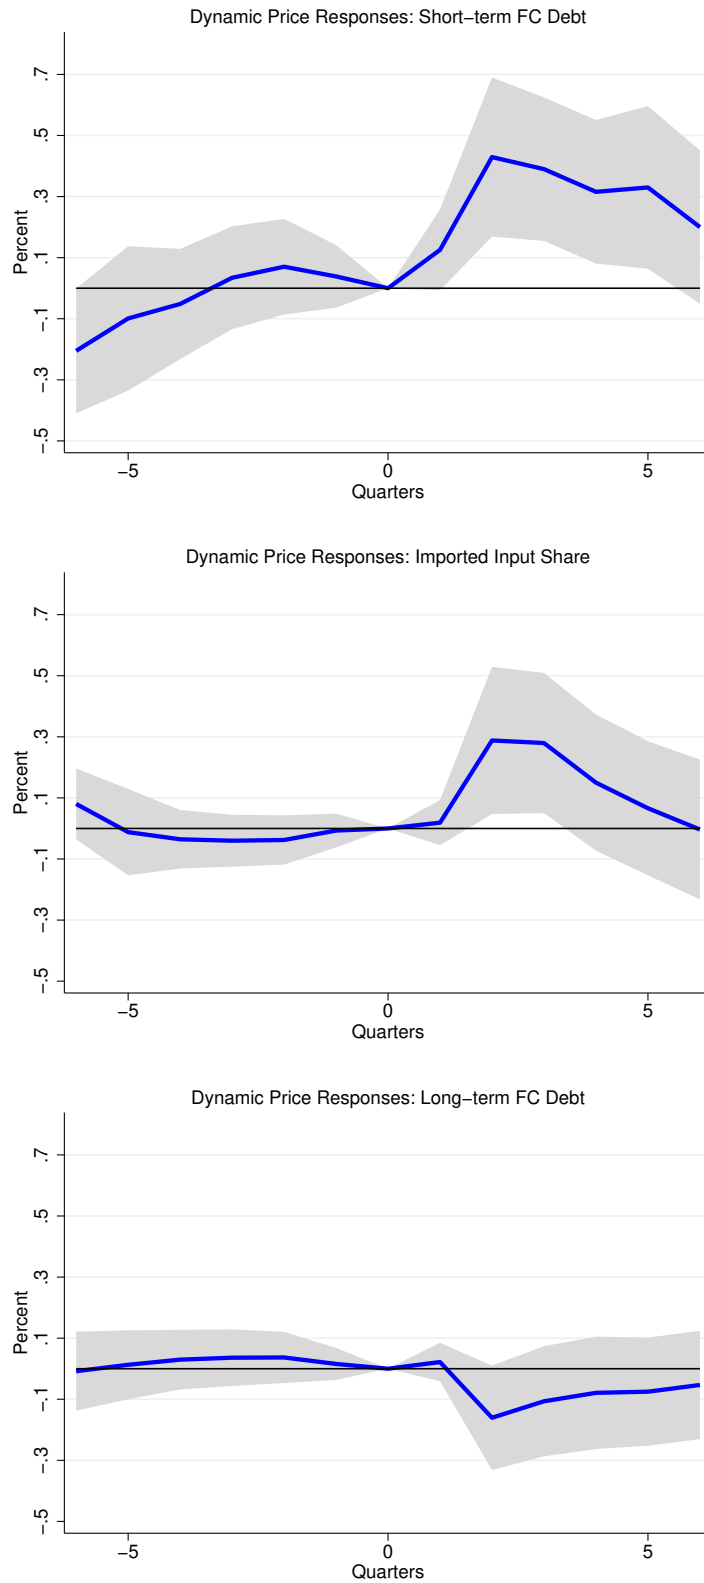 Dynamic Price Responses: Short−term FC Debt
Percent
.7
.5
.3
.1
−.1
−.3
−.5
−5 0 5
Quarters
Dynamic Price Responses: Imported Input Share
Percent
.7
.5
.3
.1
−.1
−.3
−.5
−5 0 5
Quarters
Dynamic Price Responses: Long−term FC Debt
Percent
.7
.5
.3
.1
−.1
−.3
−.5
−5 0 5
Quarters